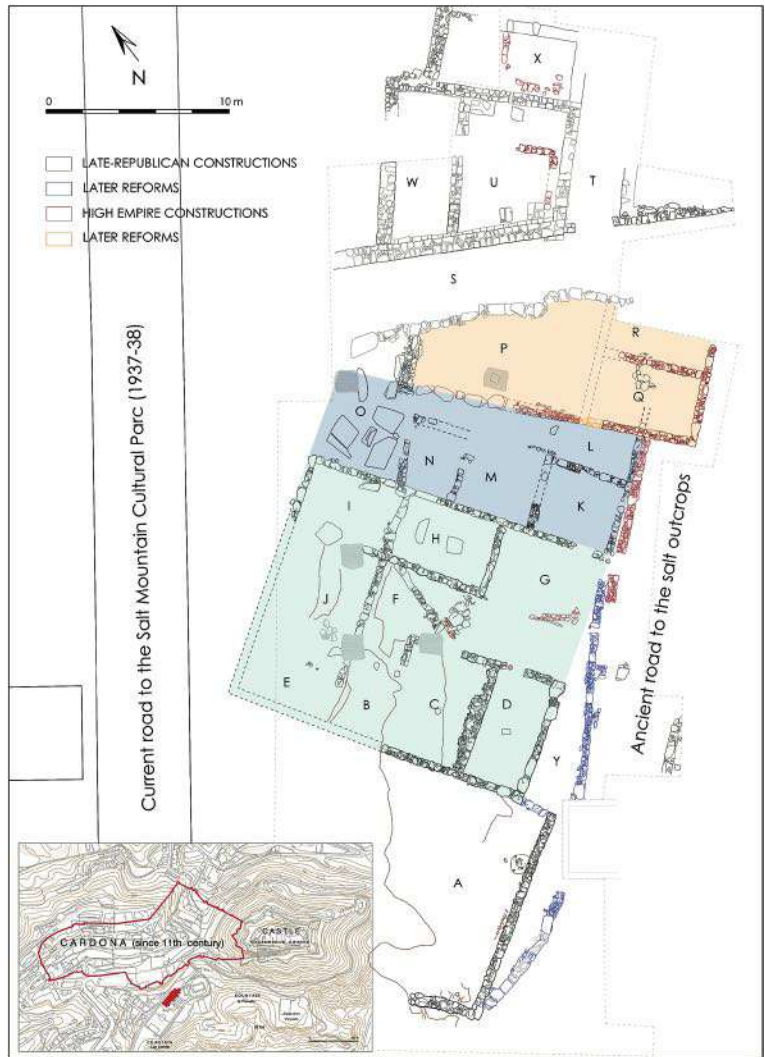 N
0 10 m
LATE-REPUBLICAN CONSTRUCTIONS
LATER REFORMS
HIGH EMPIRE CONSTRUCTIONS
LATER REFORMS
X
W
U
T
S
R
P
Q
O
N
M
L
K
I
H
G
J
F
E
B
C
D
Y
A
Current road to the Salt Mountain Cultural Parc (1937-38)
Ancient road to the salt outcrops
CARDONA (since 11th century)
CASTLE